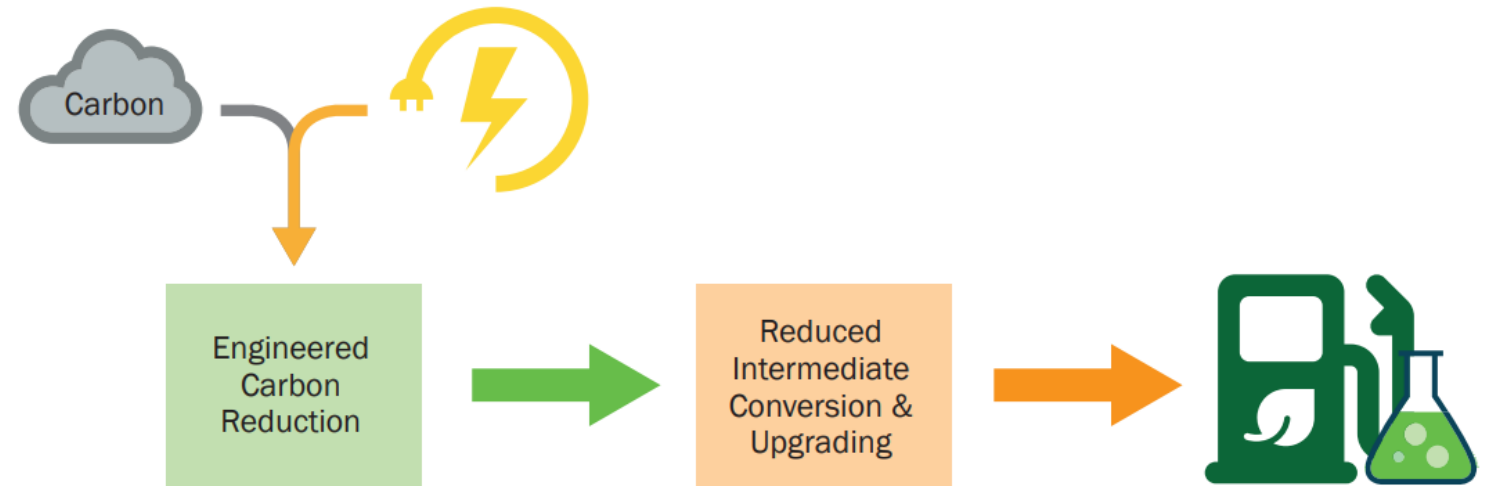 Carbon
Engineered
Carbon
Reduction
Reduced
Intermediate
Conversion &
Upgrading